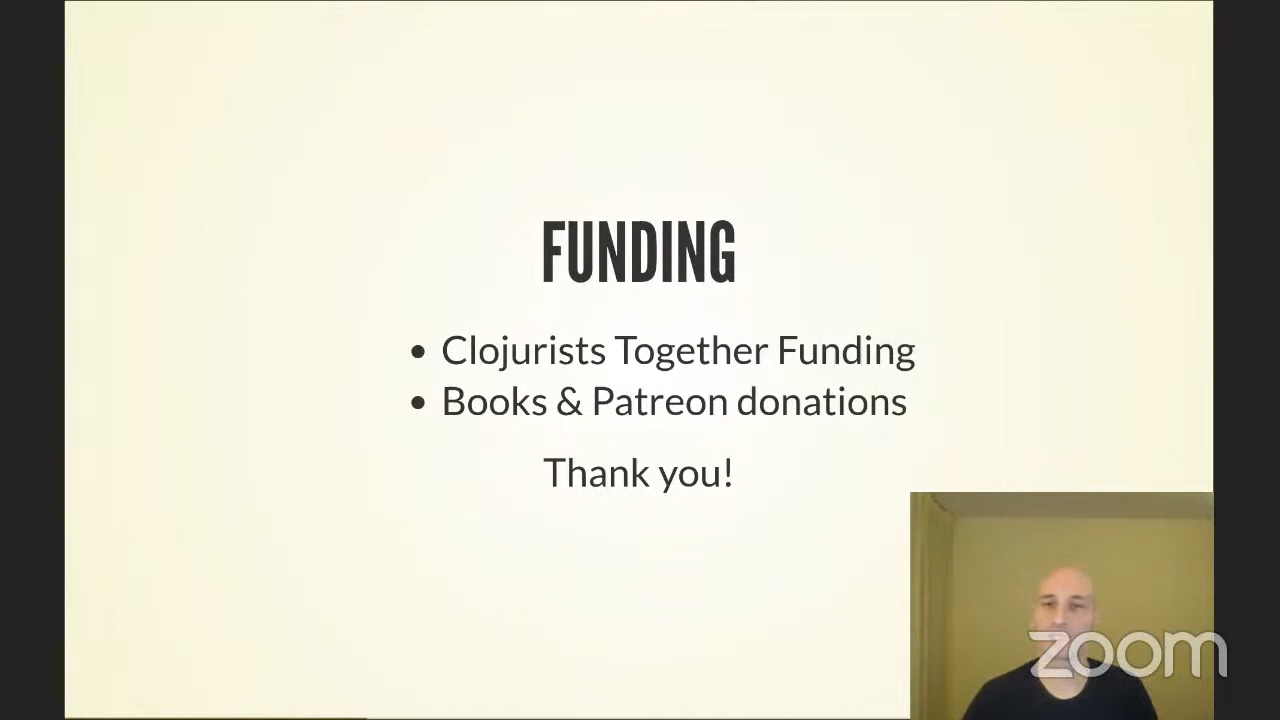 FUNDING
• Clojurists Together Funding
• Books & Patreon donations
Thank you!
zoom